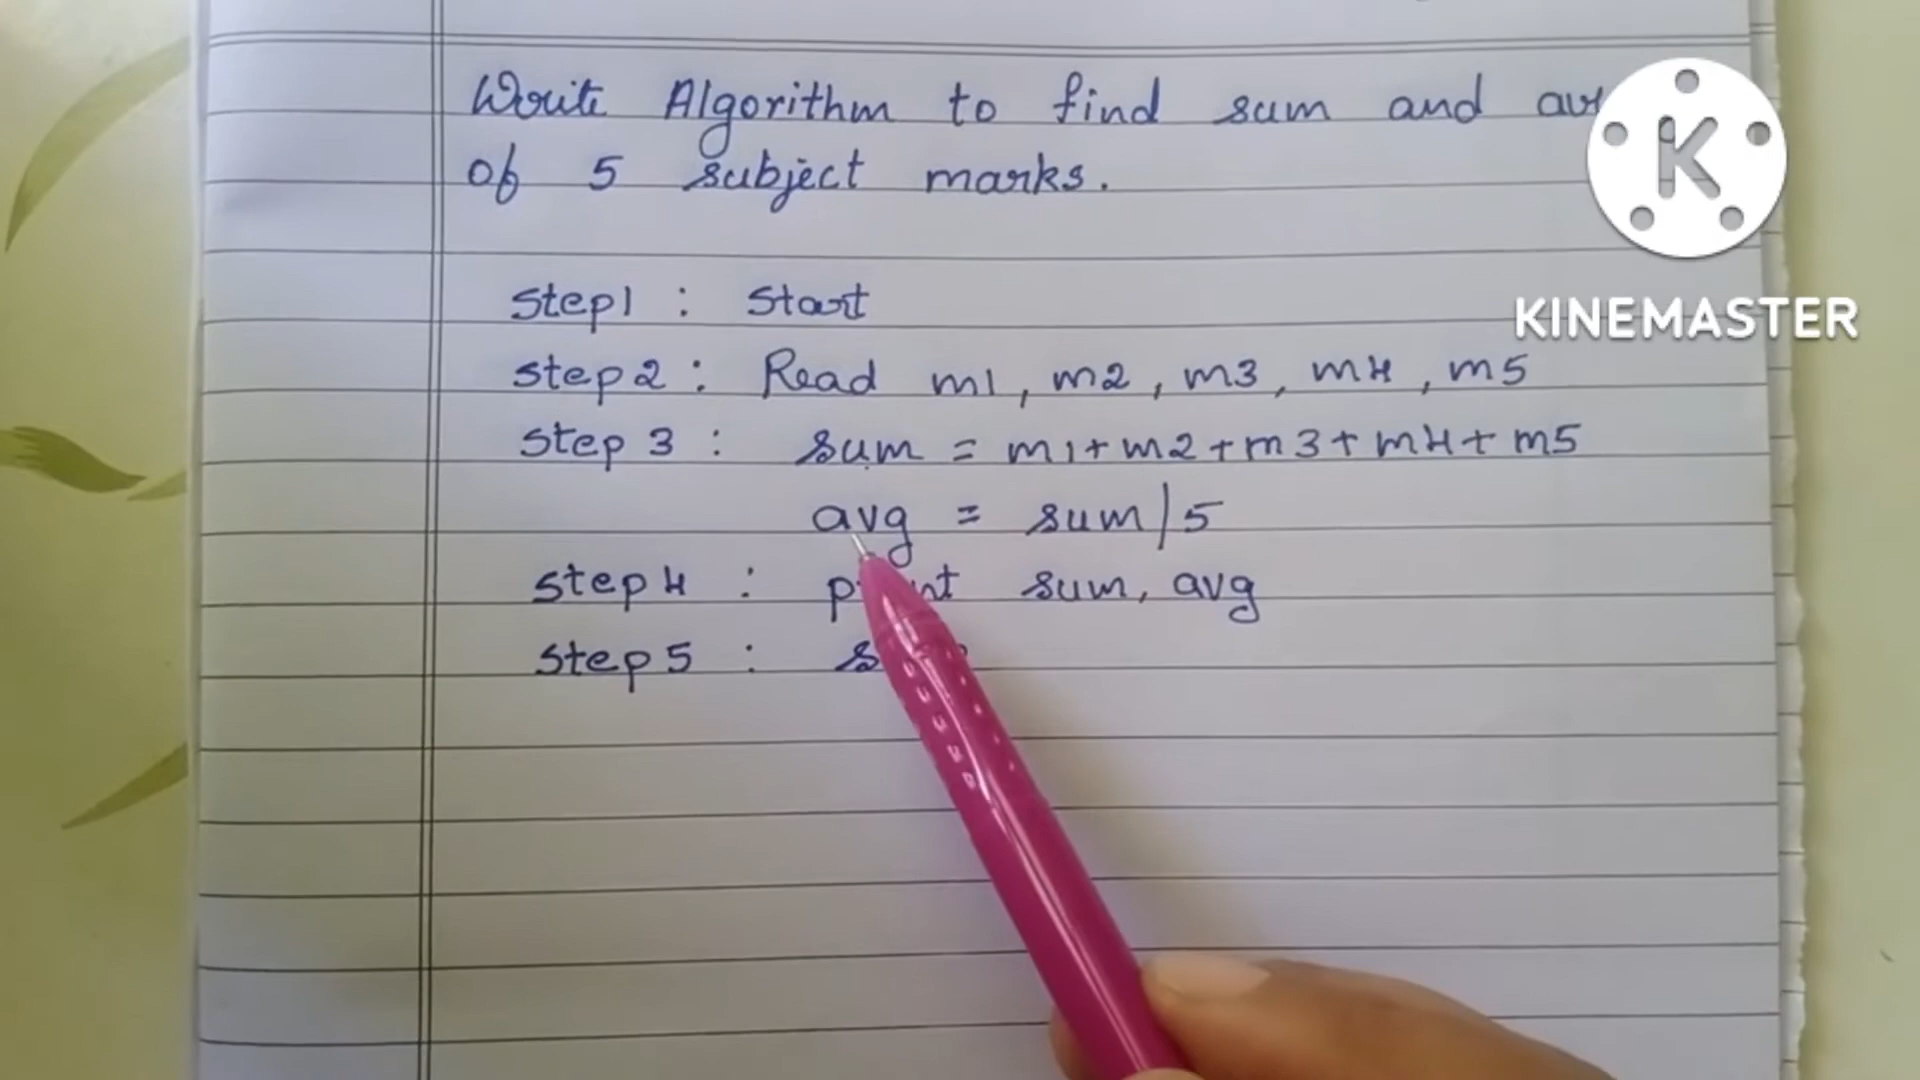 Write Algorithm to find sum and
of 5 subject marks.
Step1 : Start
Step2 : Read m1, m2, m3, m4, m5
Step 3 : sum = m1+m2+m3+m4+m5
avg = sum/5
Step4 : sum, avg
Step5 :
KINEMASTER